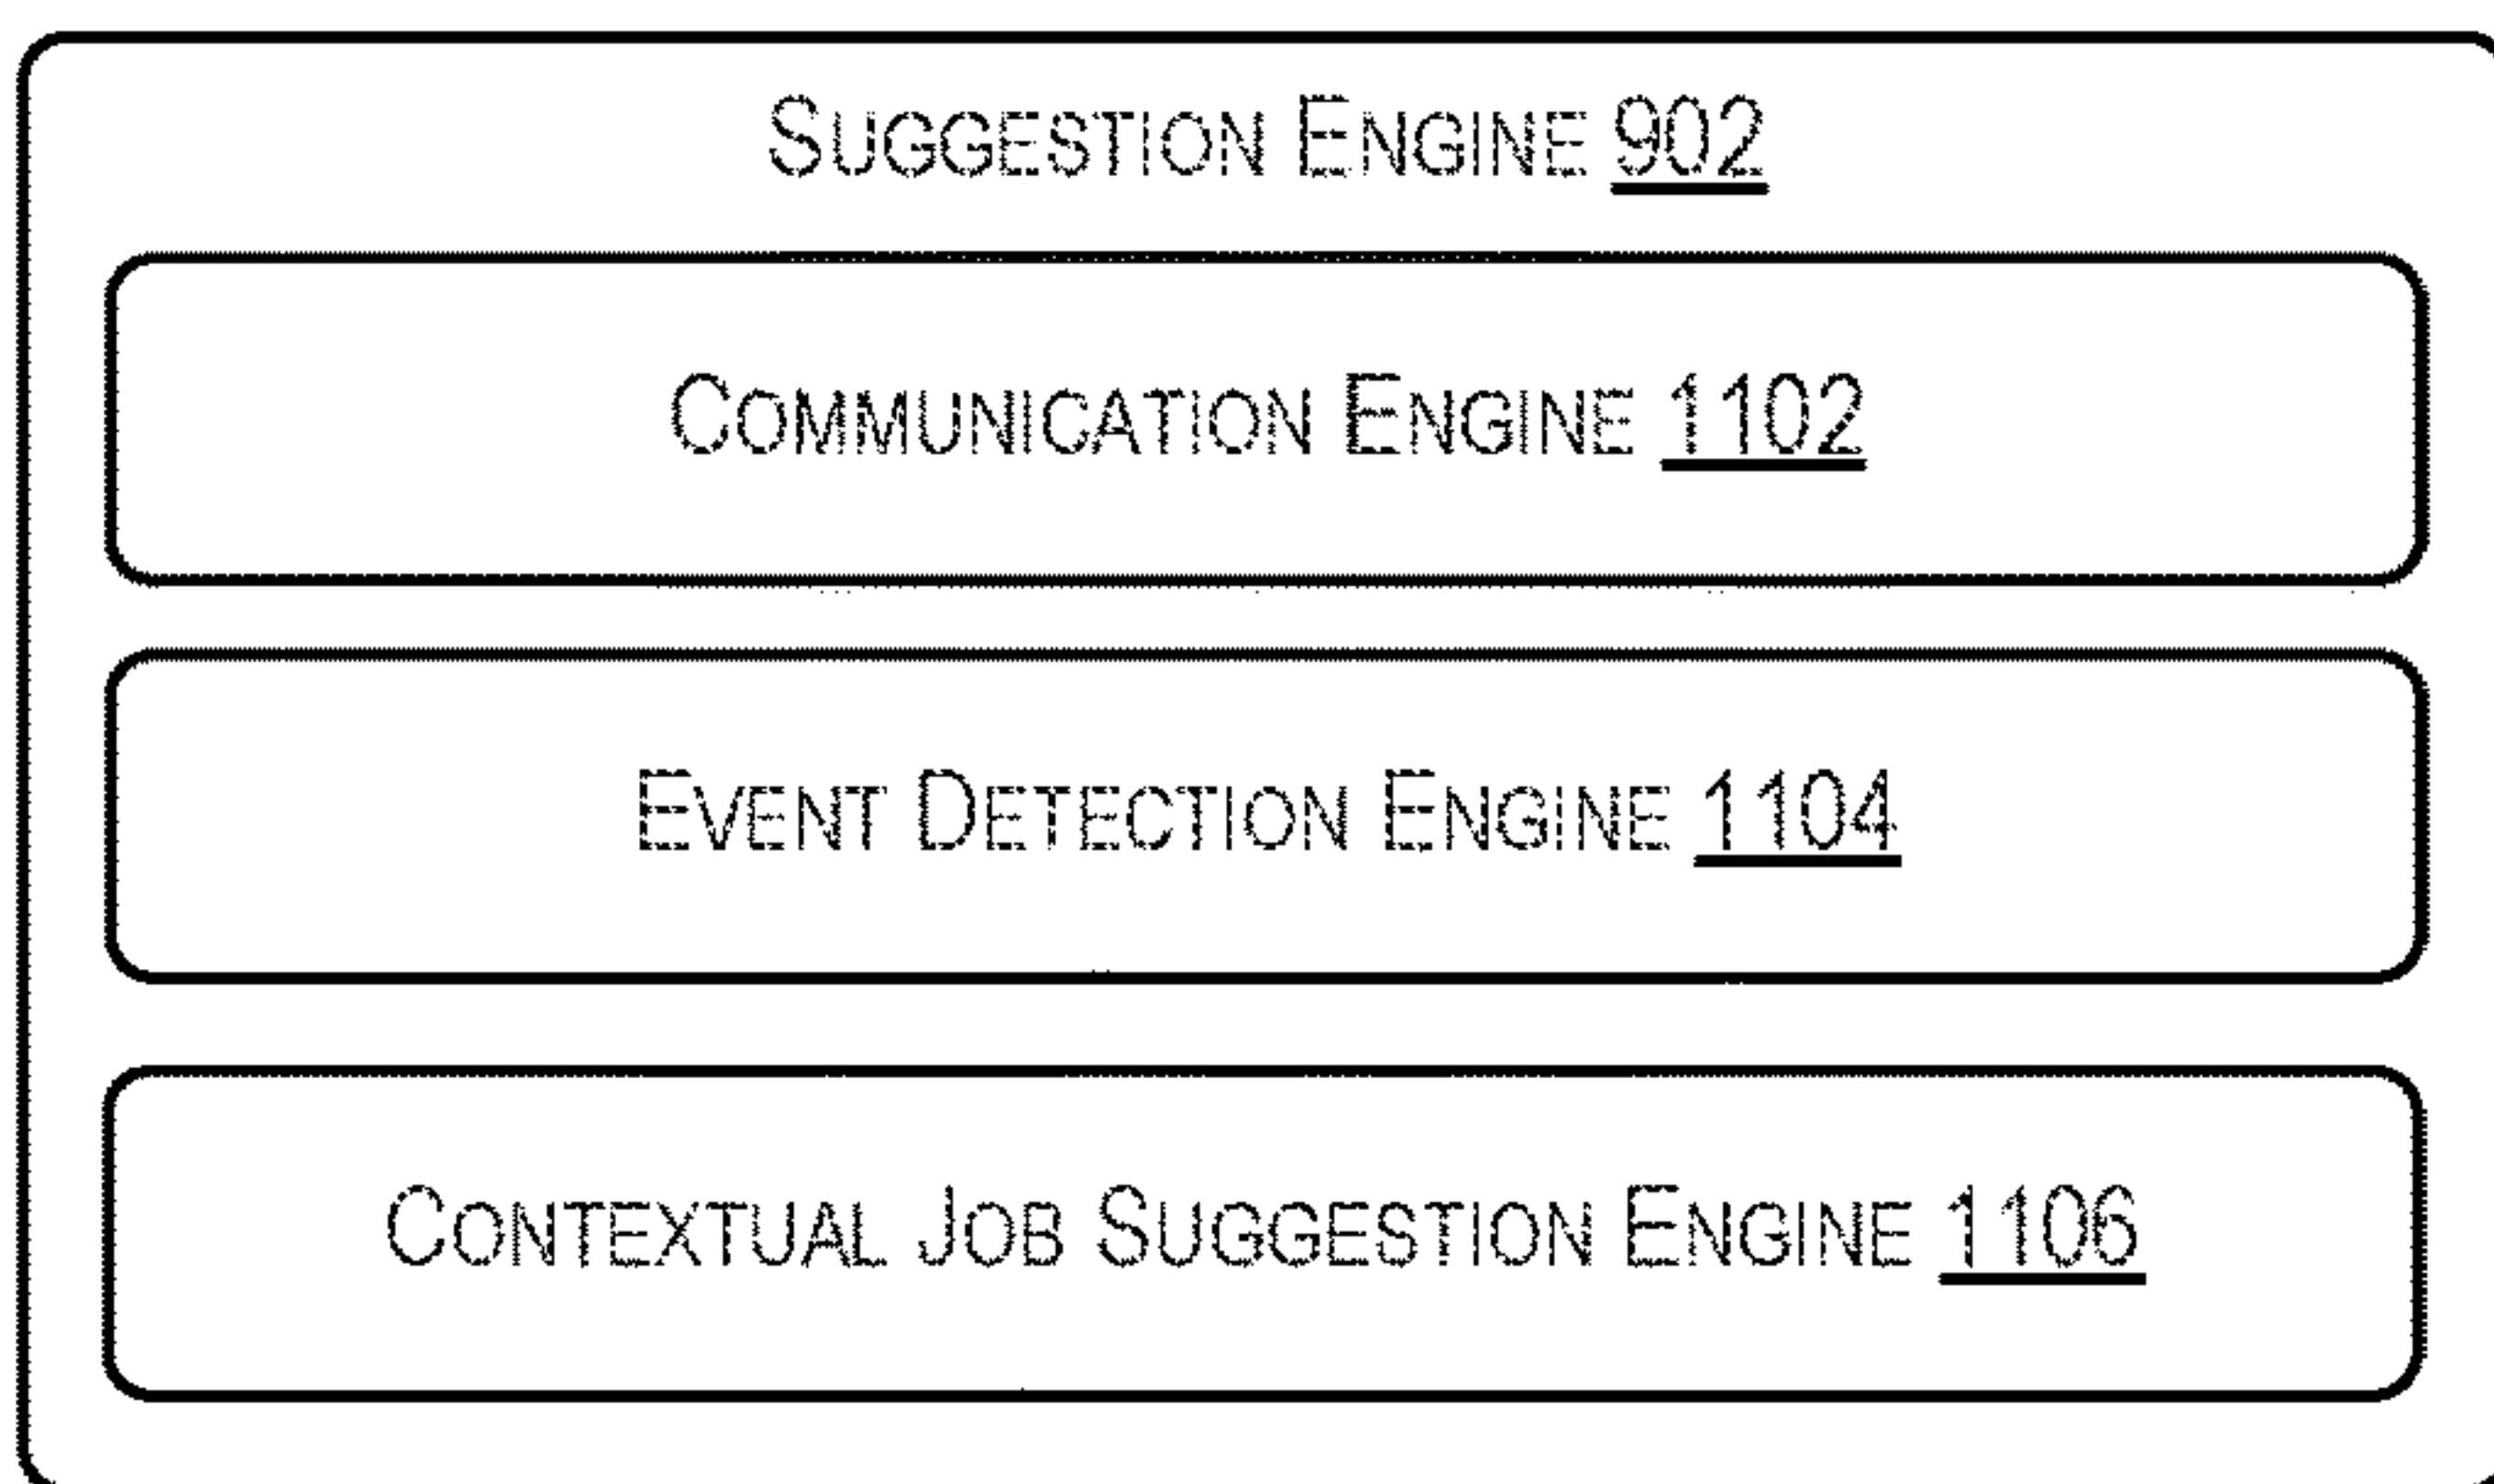 SUGGESTION ENGINE 902
COMMUNICATION ENGINE 1102
EVENT DETECTION ENGINE 1104
CONTEXTUAL JOB SUGGESTION ENGINE 1106